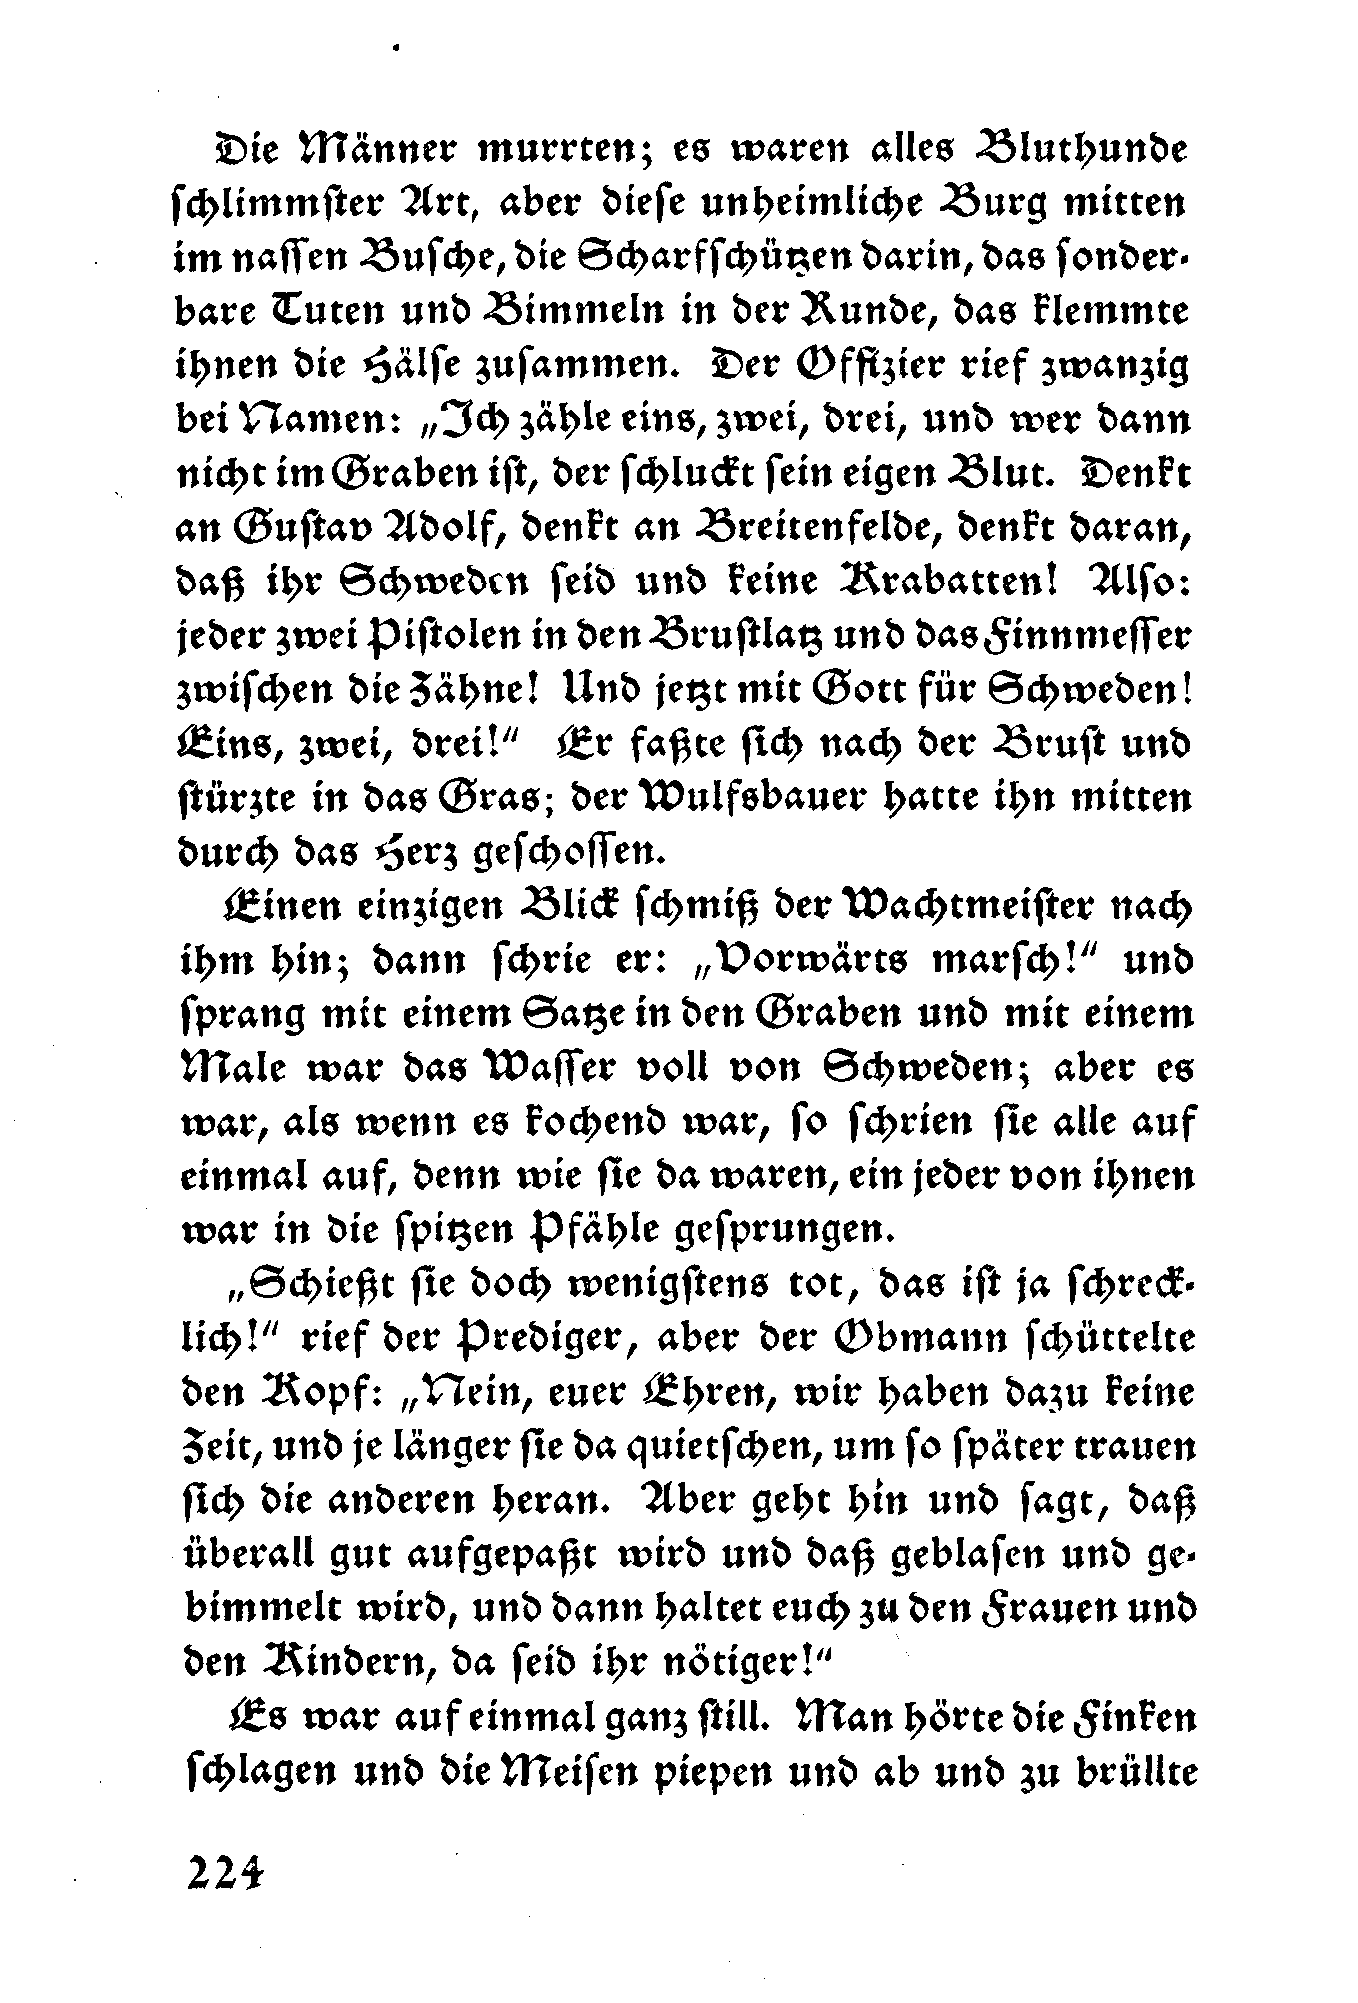 Die Männer murrten; es waren alles Bluthunde
schlimmster Art, aber diese unheimliche Burg mitten
im nassen Busche, die Scharfschützen darin, das sonder-
bare Tuten und Bimmeln in der Runde, das klemmte
ihnen die Hälse zusammen. Der Offizier rief zwanzig
bei Namen: „Ich zähle eins, zwei, drei, und wer dann
nicht im Graben ist, der schluckt sein eigen Blut. Denkt
an Gustav Adolf, denkt an Breitenfelde, denkt daran,
daß ihr Schweden seid und keine Krabatten! Also:
jeder zwei Pistolen in den Brustlatz und das Finnmesser
zwischen die Zähne! Und jetzt mit Gott für Schweden!
Eins, zwei, drei!“ Er faßte sich nach der Brust und
stürzte in das Gras; der Wulfsbauer hatte ihn mitten
durch das Herz geschossen.
Einen einzigen Blick schmiß der Wachtmeister nach
ihm hin; dann schrie er: „Vorwärts marsch!“ und
sprang mit einem Satze in den Graben und mit einem
Male war das Wasser voll von Schweden; aber es
war, als wenn es kochend war, so schrien sie alle auf
einmal auf, denn wie sie da waren, ein jeder von ihnen
war in die spitzen Pfähle gesprungen.
„Schießt sie doch wenigstens tot, das ist ja schreck-
lich!“ rief der Prediger, aber der Obmann schüttelte
den Kopf: „Nein, euer Ehren, wir haben dazu keine
Zeit, und je länger sie da quietschen, um so später trauen
sich die anderen heran. Aber geht hin und sagt, daß
überall gut aufgepaßt wird und daß geblasen und ge-
bimmelt wird, und dann haltet euch zu den Frauen und
den Kindern, da seid ihr nötiger!“
Es war auf einmal ganz still. Man hörte die Finken
schlagen und die Meisen piepen und ab und zu brüllte
224